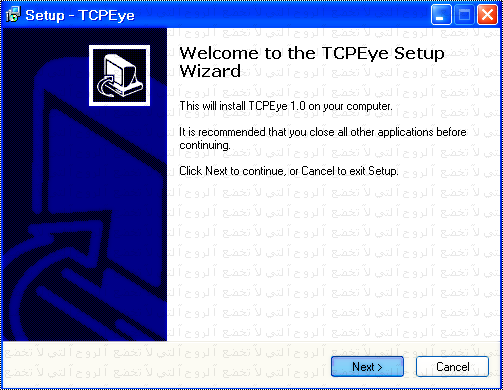 Setup - TCPEye
Welcome to the TCPEye Setup
Wizard
This will install TCPEye 1.0 on your computer.
It is recommended that you close all other applications before
continuing.
Click Next to continue, or Cancel to exit Setup.
Next >
Cancel